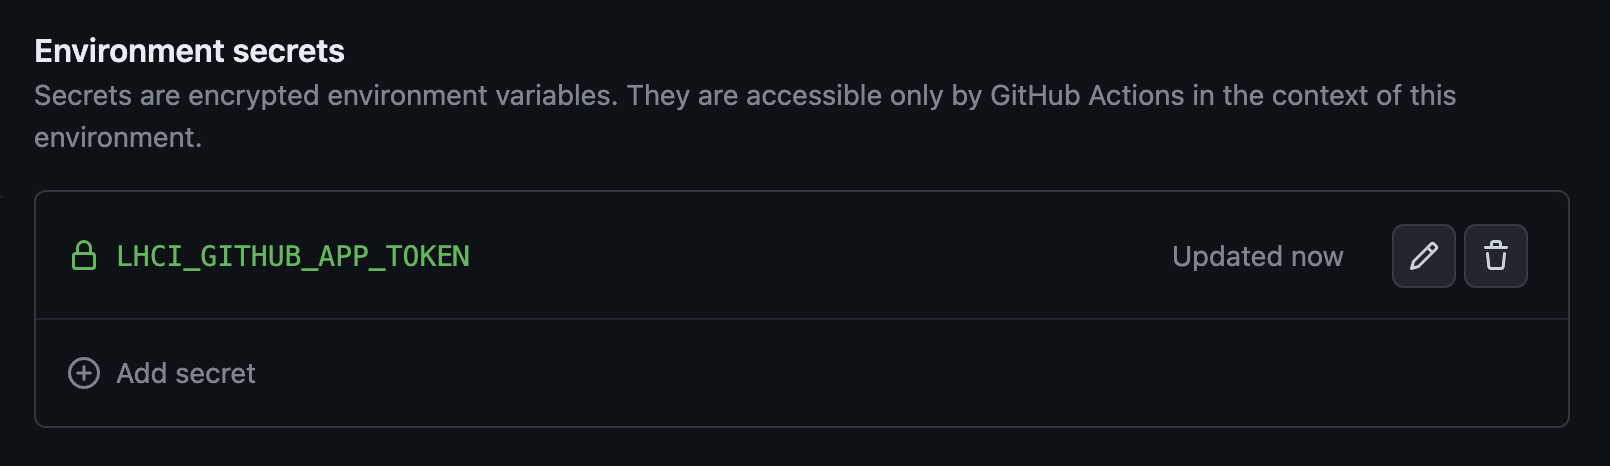 Environment secrets
Secrets are encrypted environment variables. They are accessible only by GitHub Actions in the context of this
environment.
LHCI_GITHUB_APP_TOKEN Updated now
Add secret